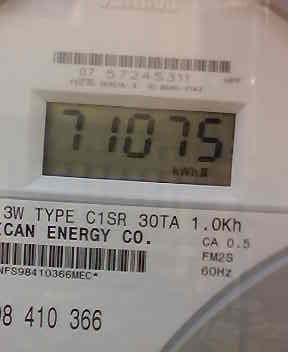 07 57245311
71075
kWh
3W TYPE C1SR 30TA 1.0Kh
CAN ENERGY CO.
CA 0.5
FM2S
60Hz
NFS98410366MEC*
98 410 366